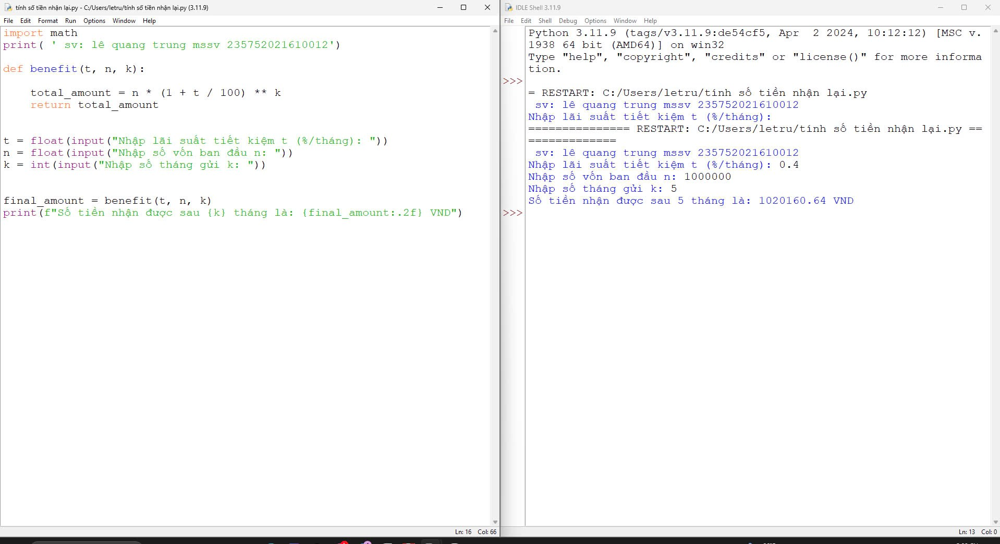 tính số tiền nhận lại.py - C:/Users/letru/tính số tiền nhận lại.py (3.11.9)
File Edit Format Run Options Window Help
import math
print( ' sv: lê quang trung mssv 235752021610012')
def benefit(t, n, k):
total_amount = n * (1 + t / 100) ** k
return total_amount
t = float(input("Nhập lãi suất tiết kiệm t (%/tháng): "))
n = float(input("Nhập số vốn ban đầu n: "))
k = int(input("Nhập số tháng gửi k: "))
final_amount = benefit(t, n, k)
print(f"Số tiền nhận được sau {k} tháng là: {final_amount:.2f} VND")
Ln: 16 Col: 66
IDLE Shell 3.11.9
File Edit Shell Debug Options Window Help
Python 3.11.9 (tags/v3.11.9:de54cf5, Apr  2 2024, 10:12:12) [MSC v.
1938 64 bit (AMD64)] on win32
Type "help", "copyright", "credits" or "license()" for more informa
tion.
>>>
= RESTART: C:/Users/letru/tính số tiền nhận lại.py
sv: lê quang trung mssv 235752021610012
Nhập lãi suất tiết kiệm t (%/tháng):
=============== RESTART: C:/Users/letru/tính số tiền nhận lại.py ==
=============
sv: lê quang trung mssv 235752021610012
Nhập lãi suất tiết kiệm t (%/tháng): 0.4
Nhập số vốn ban đầu n: 1000000
Nhập số tháng gửi k: 5
Số tiền nhận được sau 5 tháng là: 1020160.64 VND
>>>
Ln: 13 Col: 0